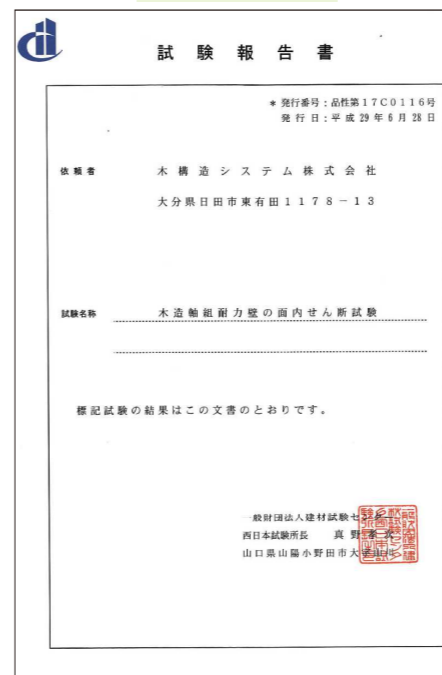 試験報告書
* 発行番号：品性第17C0116号
発行日：平成29年6月28日
依頼者 木構造システム株式会社
大分県日田市東有田1178－13
試験名称 木造軸組耐力壁の面内せん断試験
標記試験の結果はこの文書のとおりです。
一般財団法人建材試験センター
西日本試験所長 真野孝次
山口県山陽小野田市大字山川